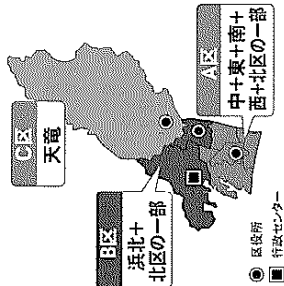 C区
天竜
B区
浜北+
北区の一部
A区
中+東+南+
西+北区の一部
区役所
行政センター